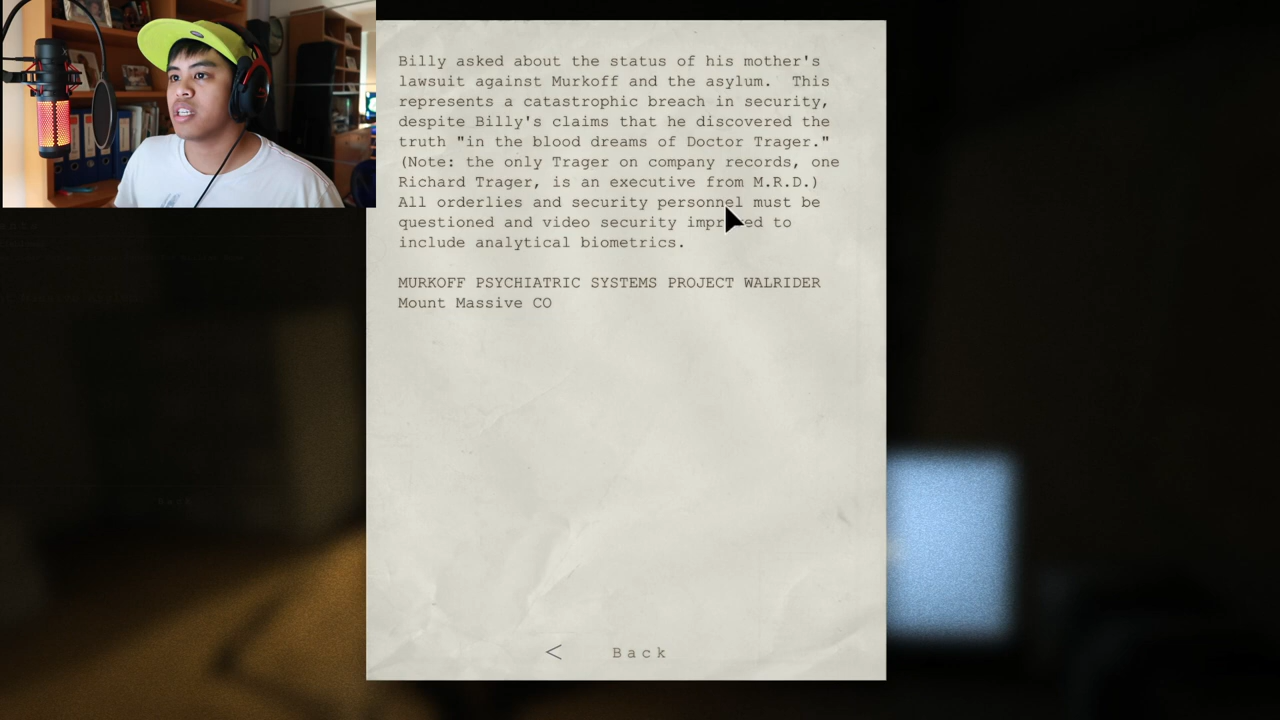 Billy asked about the status of his mother's
lawsuit against Murkoff and the asylum.  This
represents a catastrophic breach in security,
despite Billy's claims that he discovered the
truth "in the blood dreams of Doctor Trager."
(Note: the only Trager on company records, one
Richard Trager, is an executive from M.R.D.)
All orderlies and security personnel must be
questioned and video security improved to
include analytical biometrics.
MURKOFF PSYCHIATRIC SYSTEMS PROJECT WALRIDER
Mount Massive CO
< Back